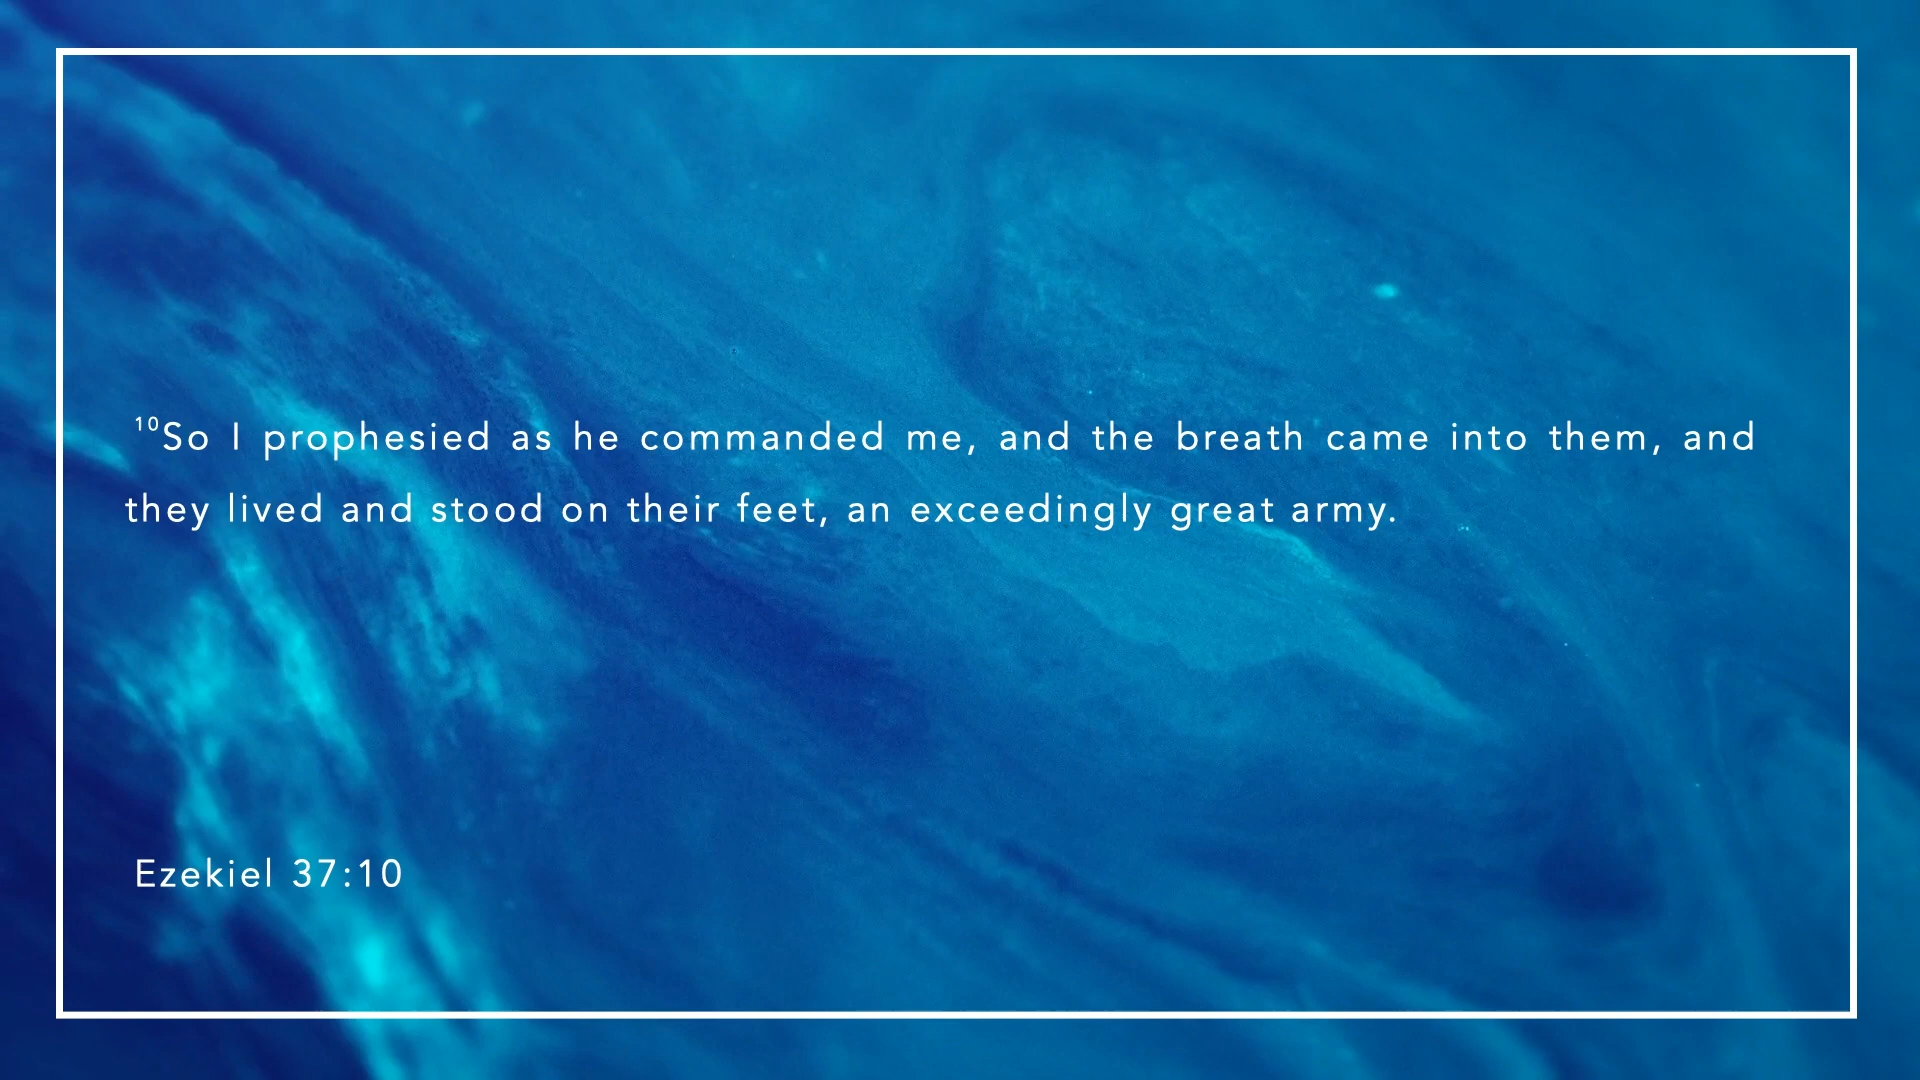 ¹⁰So I prophesied as he commanded me, and the breath came into them, and
they lived and stood on their feet, an exceedingly great army.
Ezekiel 37:10